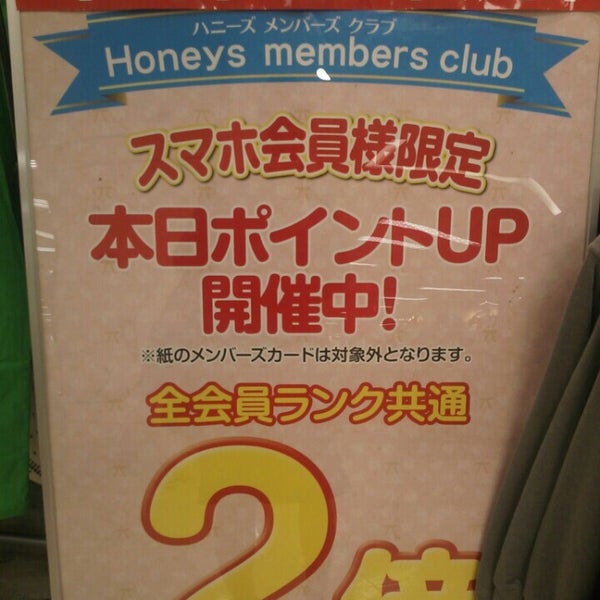 ハニーズ メンバーズ クラブ
Honeys members club
スマホ会員様限定
本日ポイントUP
開催中!
※紙のメンバーズカードは対象外となります。
全会員ランク共通
2倍